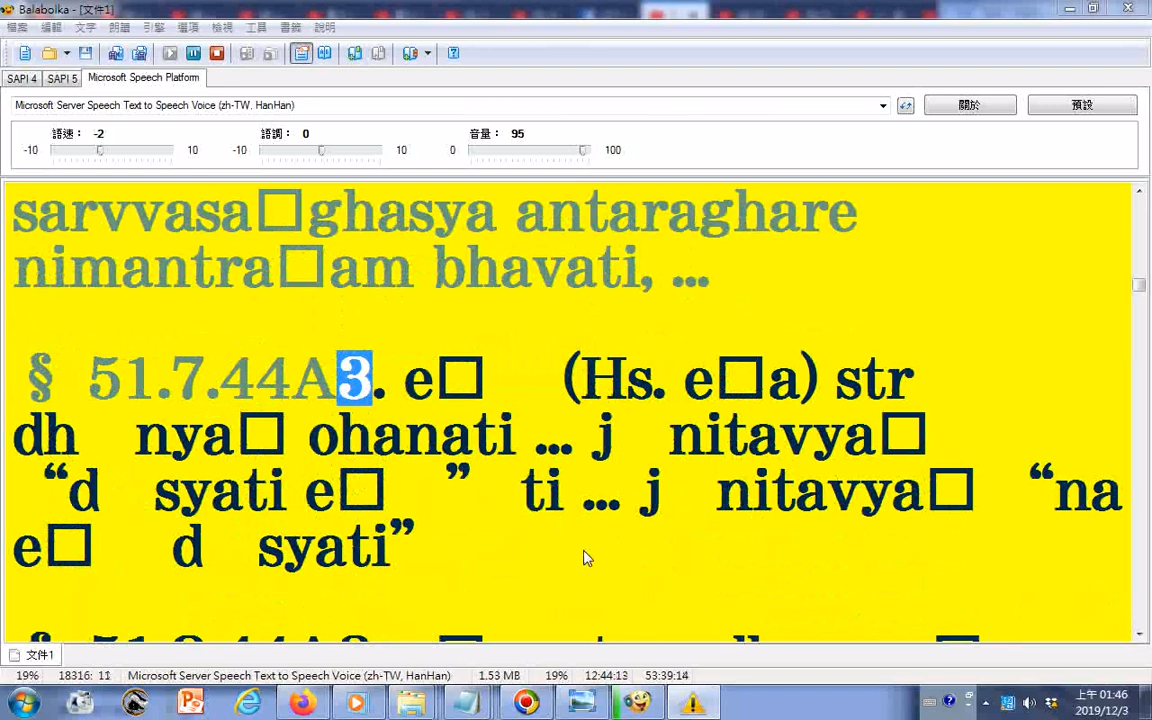 Balabolka - [文件1]
檔案 編輯 文字 朗讀 引擎 選項 檢視 工具 書籤 說明
SAPI 4 SAPI 5 Microsoft Speech Platform
Microsoft Server Speech Text to Speech Voice (zh-TW, HanHan) 關於 預設
語速： -2 語調： 0 音量： 95
-10 10 -10 10 0 100
sarvvasa□ghasya antaraghare
nimantra□am bhavati, ...
§ 51.7.44A3. e□ (Hs. e□a) str
dh nya□ ohanati ... j nitavya□
“d syati e□ ” ti ... j nitavya□ “na
e□ d syati”
文件1
19% 18316: 11 Microsoft Server Speech Text to Speech Voice (zh-TW, HanHan) 1.53 MB 19% 12:44:13 53:39:14
上午 01:46
2019/12/3